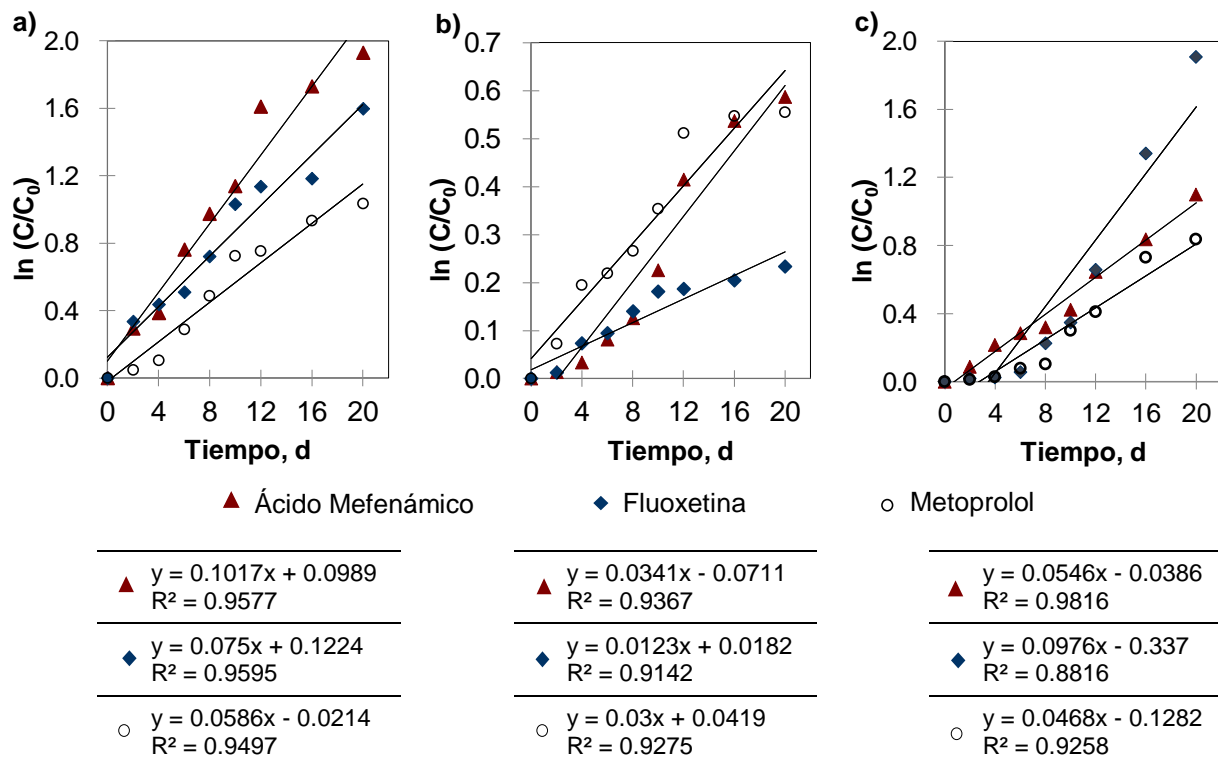 a)
2.0
1.6
1.2
0.8
0.4
0.0
ln (C/C₀)
0 4 8 12 16 20
Tiempo, d
b)
0.7
0.6
0.5
0.4
0.3
0.2
0.1
0.0
ln (C/C₀)
0 4 8 12 16 20
Tiempo, d
c)
2.0
1.6
1.2
0.8
0.4
0.0
ln (C/C₀)
0 4 8 12 16 20
Tiempo, d
Ácido Mefenámico Fluoxetina Metoprolol
y = 0.1017x + 0.0989
R² = 0.9577
y = 0.075x + 0.1224
R² = 0.9595
y = 0.0586x - 0.0214
R² = 0.9497
y = 0.0341x - 0.0711
R² = 0.9367
y = 0.0123x + 0.0182
R² = 0.9142
y = 0.03x + 0.0419
R² = 0.9275
y = 0.0546x - 0.0386
R² = 0.9816
y = 0.0976x - 0.337
R² = 0.8816
y = 0.0468x - 0.1282
R² = 0.9258